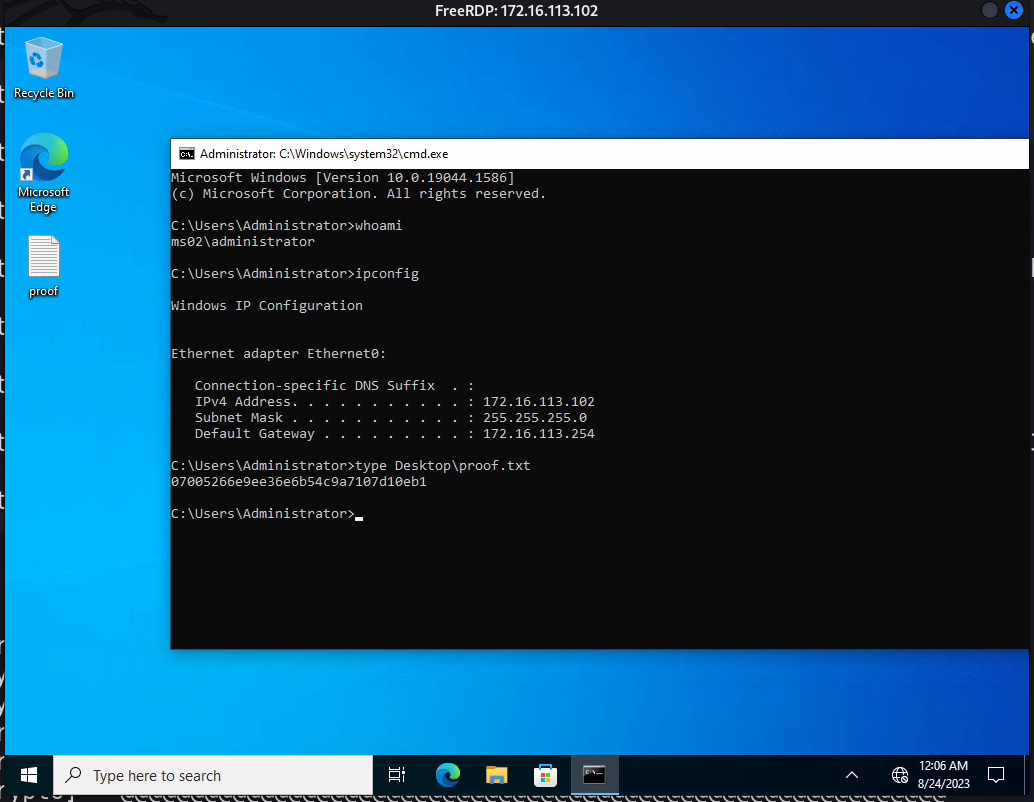 FreeRDP: 172.16.113.102
Recycle Bin
Microsoft
Edge
proof
Administrator: C:\Windows\system32\cmd.exe
Microsoft Windows [Version 10.0.19044.1586]
(c) Microsoft Corporation. All rights reserved.
C:\Users\Administrator>whoami
ms02\administrator
C:\Users\Administrator>ipconfig
Windows IP Configuration
Ethernet adapter Ethernet0:
Connection-specific DNS Suffix  . :
IPv4 Address. . . . . . . . . . . : 172.16.113.102
Subnet Mask . . . . . . . . . . . : 255.255.255.0
Default Gateway . . . . . . . . . : 172.16.113.254
C:\Users\Administrator>type Desktop\proof.txt
07005266e9ee36e6b54c9a7107d10eb1
C:\Users\Administrator>
Type here to search
12:06 AM
8/24/2023